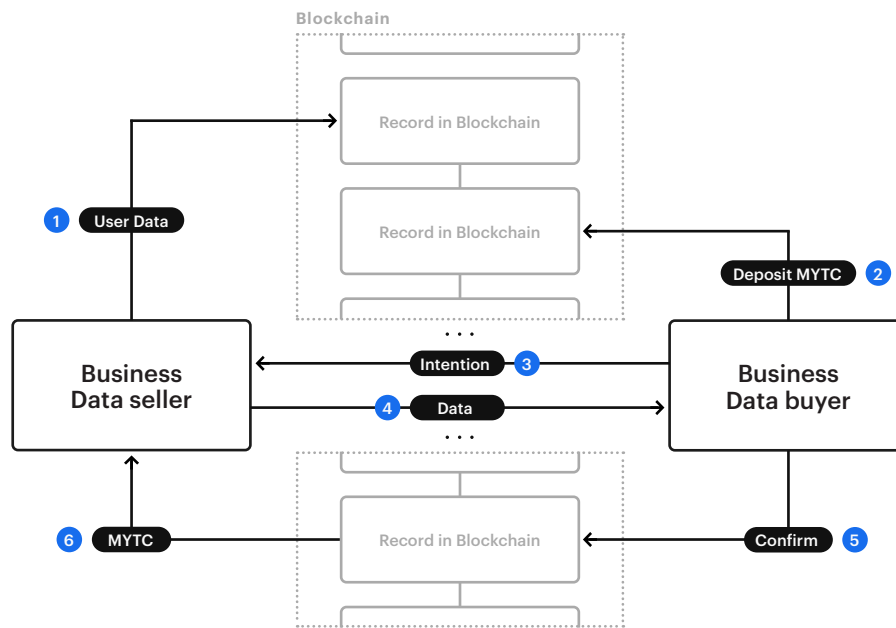 Blockchain
Record in Blockchain
1 User Data
Record in Blockchain
Deposit MYTC 2
...
Intention 3
Business
Data seller
Business
Data buyer
4 Data
...
6 MYTC
Record in Blockchain
Confirm 5